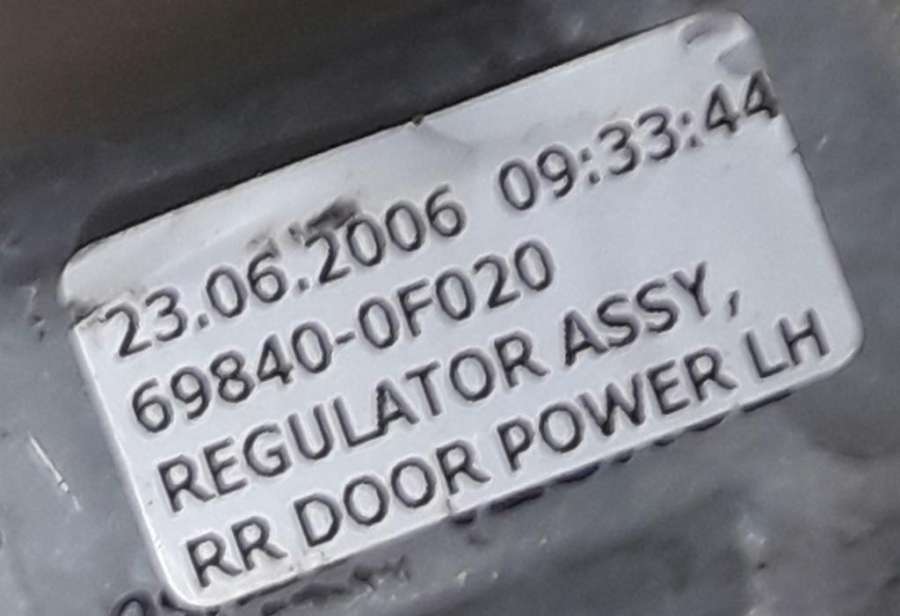 23.06.2006 09:33:44
69840-0F020
REGULATOR ASSY,
RR DOOR POWER LH